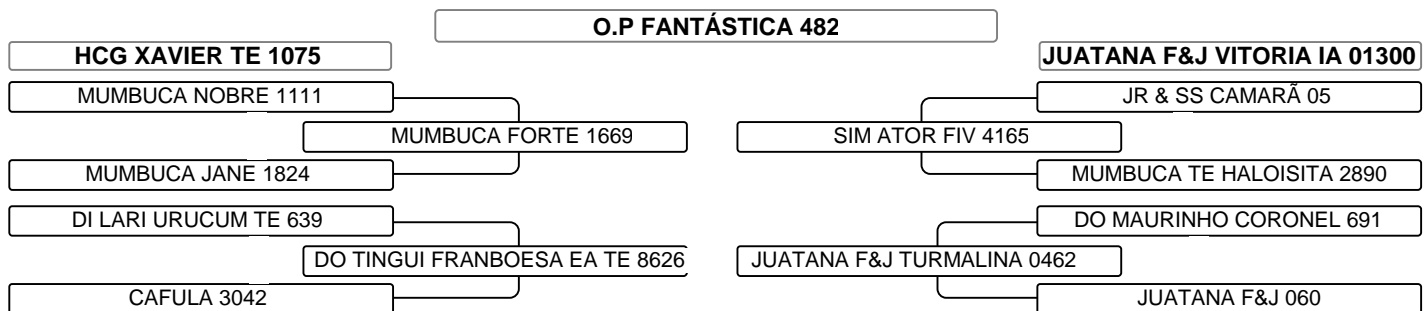 O.P FANTÁSTICA 482
HCG XAVIER TE 1075
JUATANA F&J VITORIA IA 01300
MUMBUCA NOBRE 1111
JR & SS CAMARÃ 05
MUMBUCA FORTE 1669
SIM ATOR FIV 4165
MUMBUCA JANE 1824
MUMBUCA TE HALOISITA 2890
DI LARI URUCUM TE 639
DO MAURINHO CORONEL 691
DO TINGUI FRANBOESA EA TE 8626
JUATANA F&J TURMALINA 0462
CAFULA 3042
JUATANA F&J 060